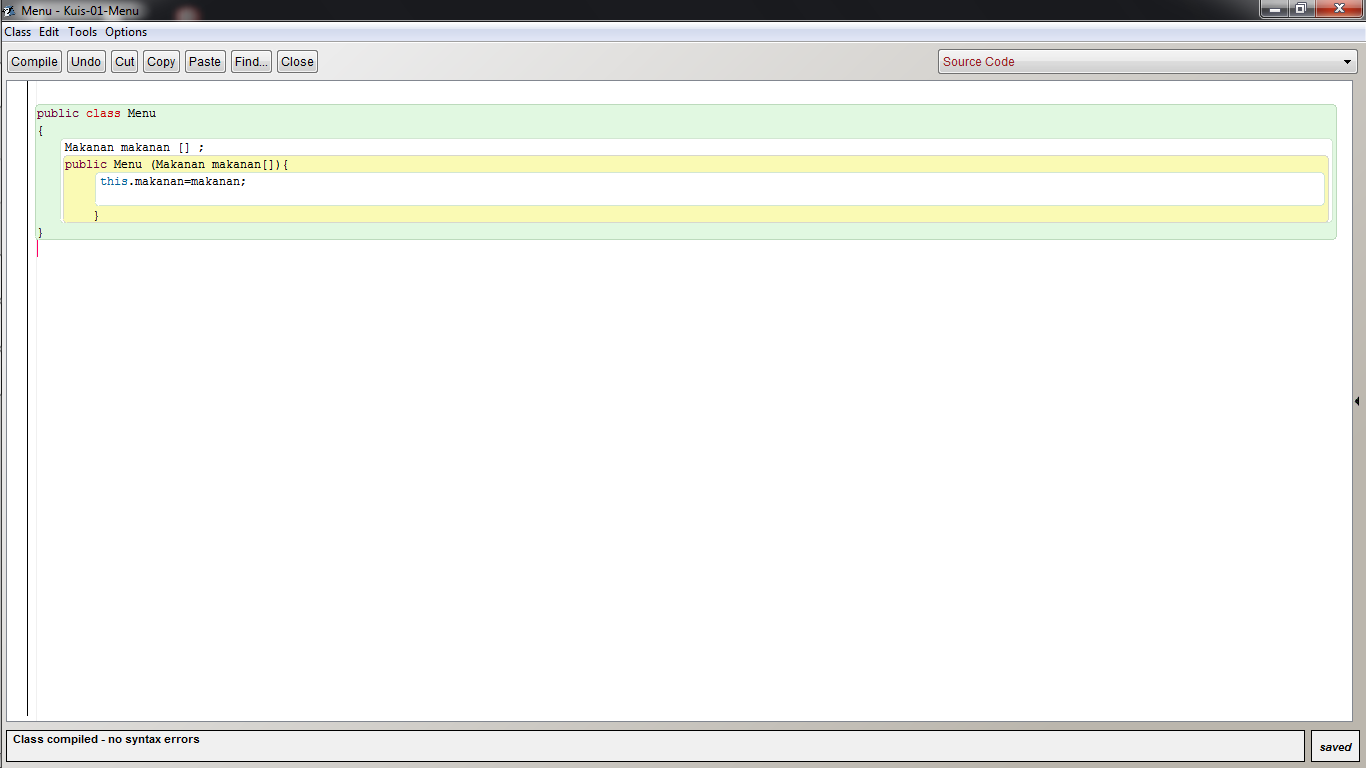 Menu - Kuis-01-Menu
Class Edit Tools Options
Compile Undo Cut Copy Paste Find... Close Source Code
public class Menu
{
Makanan makanan [] ;
public Menu (Makanan makanan[]){
this.makanan=makanan;
}
}
Class compiled - no syntax errors
saved